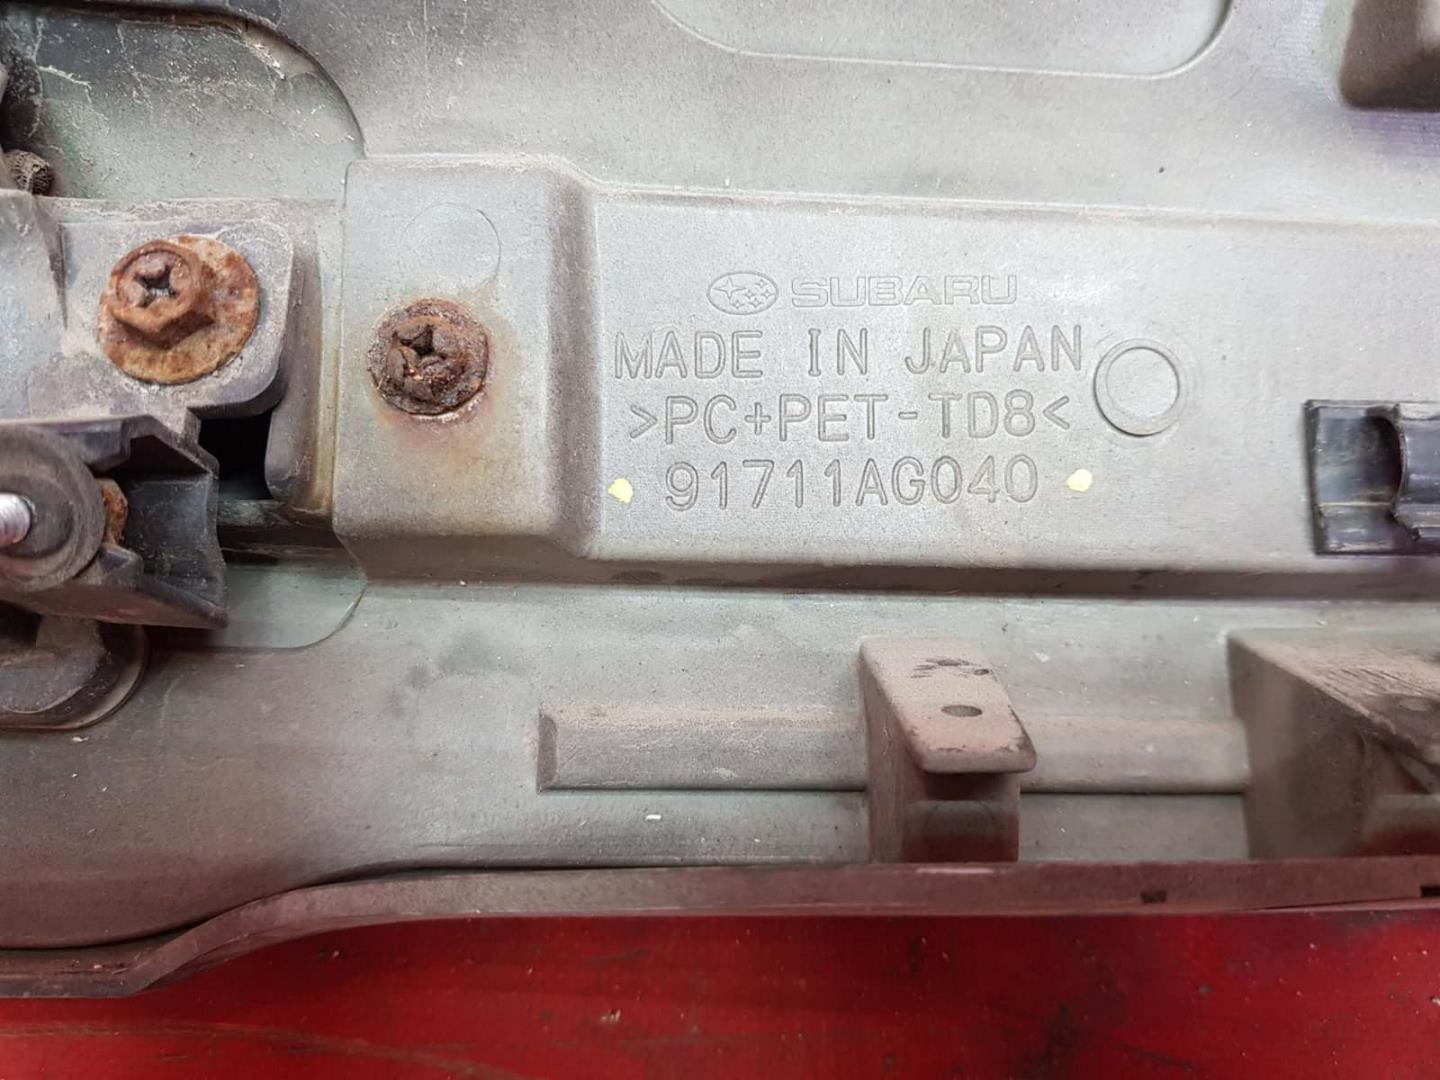 SUBARU
MADE IN JAPAN
>PC+PET-TD8<
91711AG040